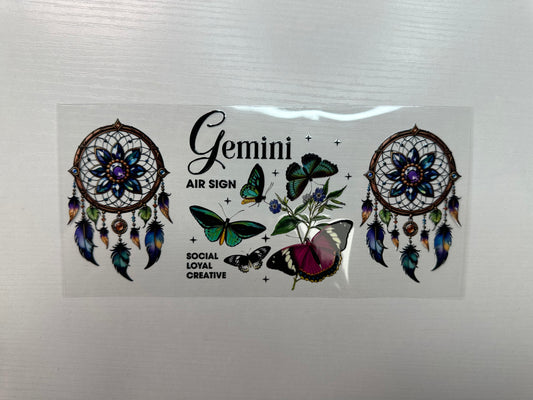 Gemini
AIR SIGN
SOCIAL
LOYAL
CREATIVE